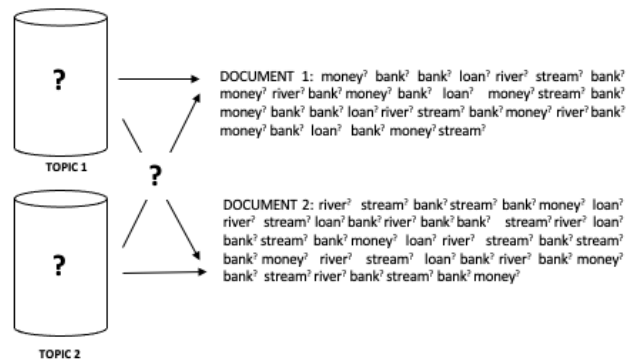 ?
TOPIC 1
?
?
TOPIC 2
DOCUMENT 1: money? bank? bank? loan? river? stream? bank?
money? river? bank? money? bank? loan? money? stream? bank?
money? bank? bank? loan? river? stream? bank? money? river? bank?
money? bank? loan? bank? money? stream?
DOCUMENT 2: river? stream? bank? stream? bank? money? loan?
river? stream? loan? bank? river? bank? bank? stream? river? loan?
bank? stream? bank? money? loan? river? stream? bank? stream?
bank? money? river? stream? loan? bank? river? bank? money?
bank? stream? river? bank? stream? bank? money?